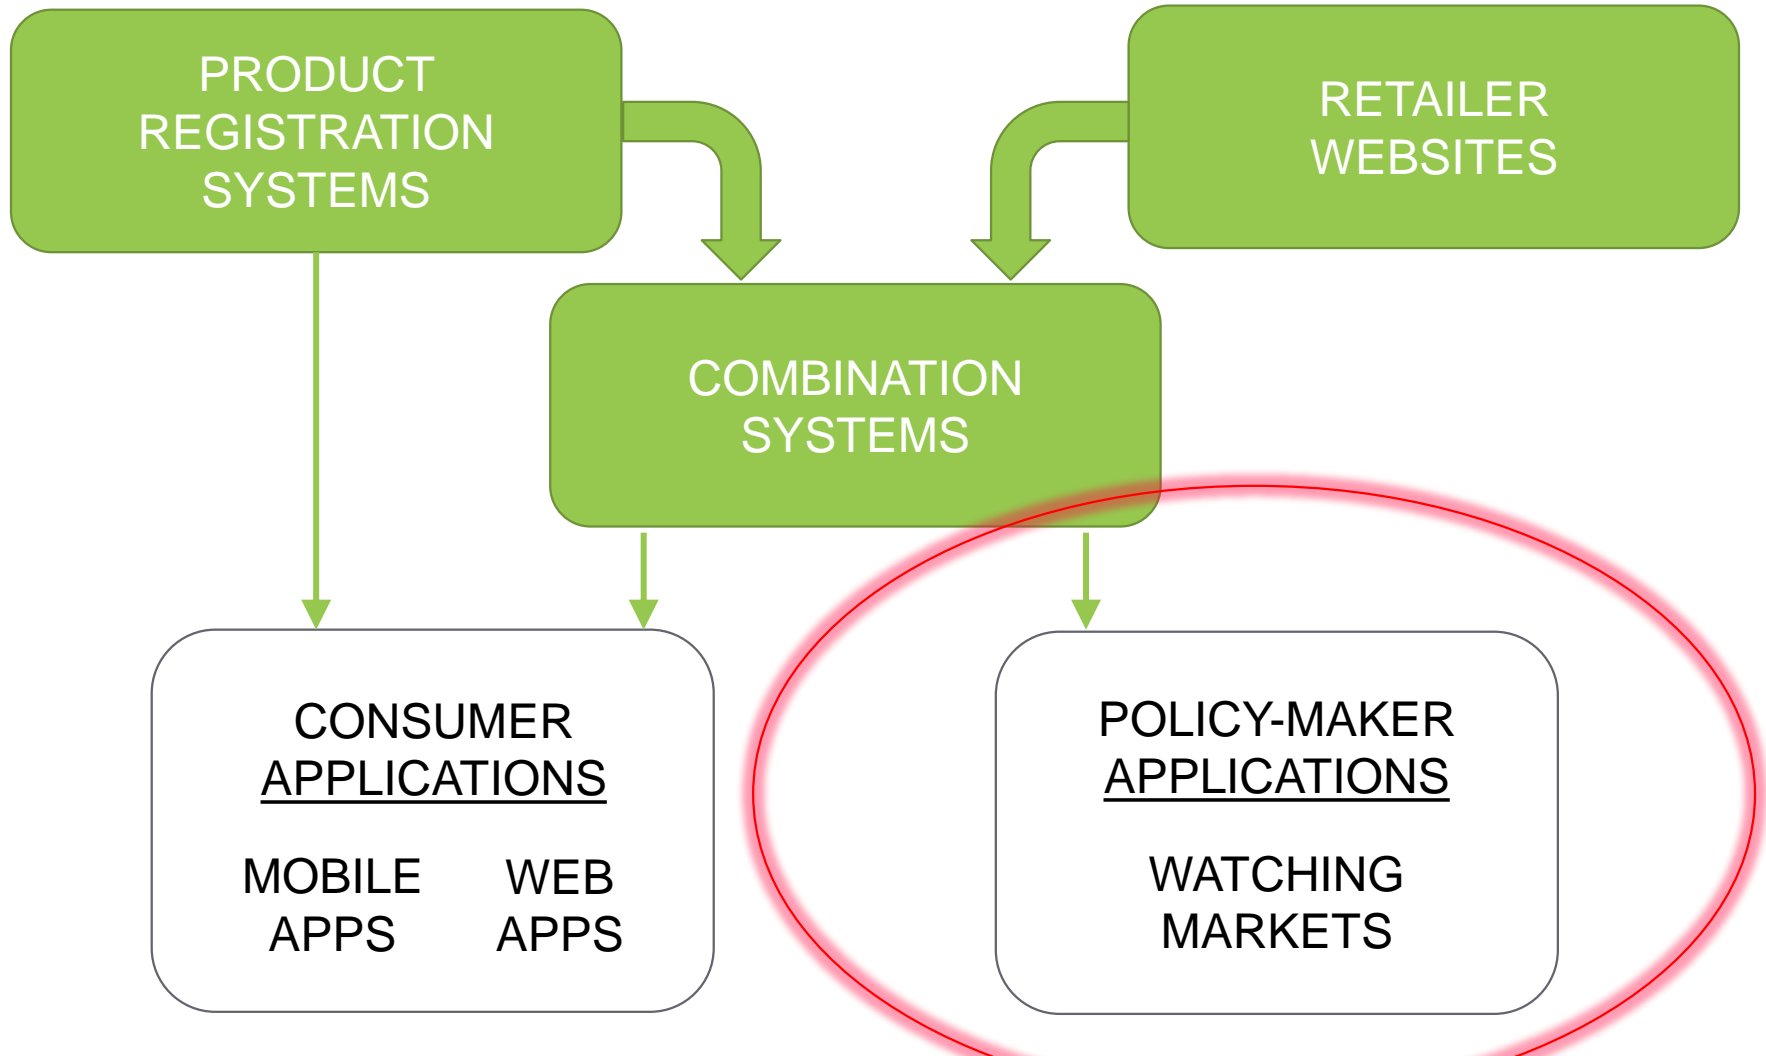 PRODUCT
REGISTRATION
SYSTEMS
RETAILER
WEBSITES
COMBINATION
SYSTEMS
CONSUMER
APPLICATIONS
MOBILE
APPS
WEB
APPS
POLICY-MAKER
APPLICATIONS
WATCHING
MARKETS